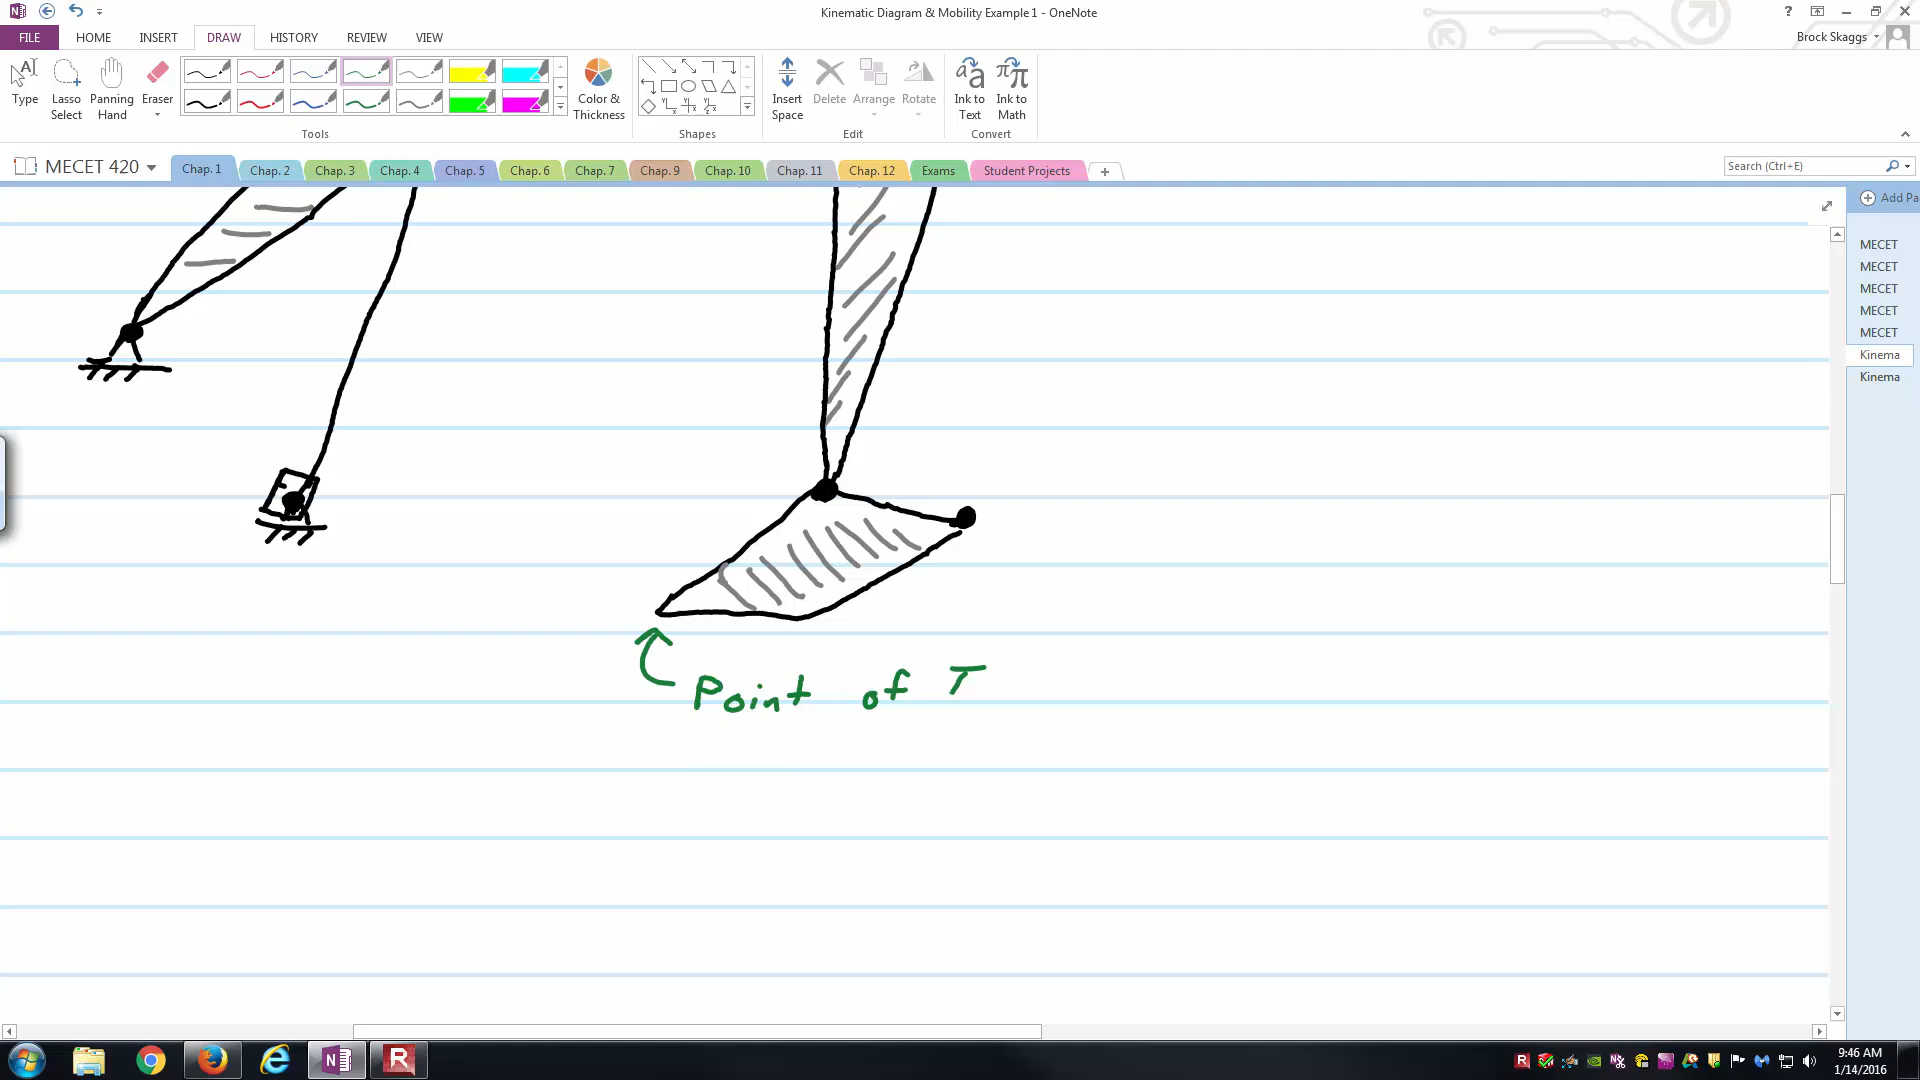 Kinematic Diagram & Mobility Example 1 - OneNote
FILE HOME INSERT DRAW HISTORY REVIEW VIEW
Brock Skaggs
Type
Lasso Select
Panning Hand
Eraser
Color & Thickness
Insert Space
Delete
Arrange
Rotate
Ink to Text
Ink to Math
Tools
Shapes
Edit
Convert
MECET 420
Chap. 1 Chap. 2 Chap. 3 Chap. 4 Chap. 5 Chap. 6 Chap. 7 Chap. 9 Chap. 10 Chap. 11 Chap. 12 Exams Student Projects
Search (Ctrl+E)
Add Pa
MECET
MECET
MECET
MECET
MECET
Kinema
Kinema
Point of I
9:46 AM
1/14/2016